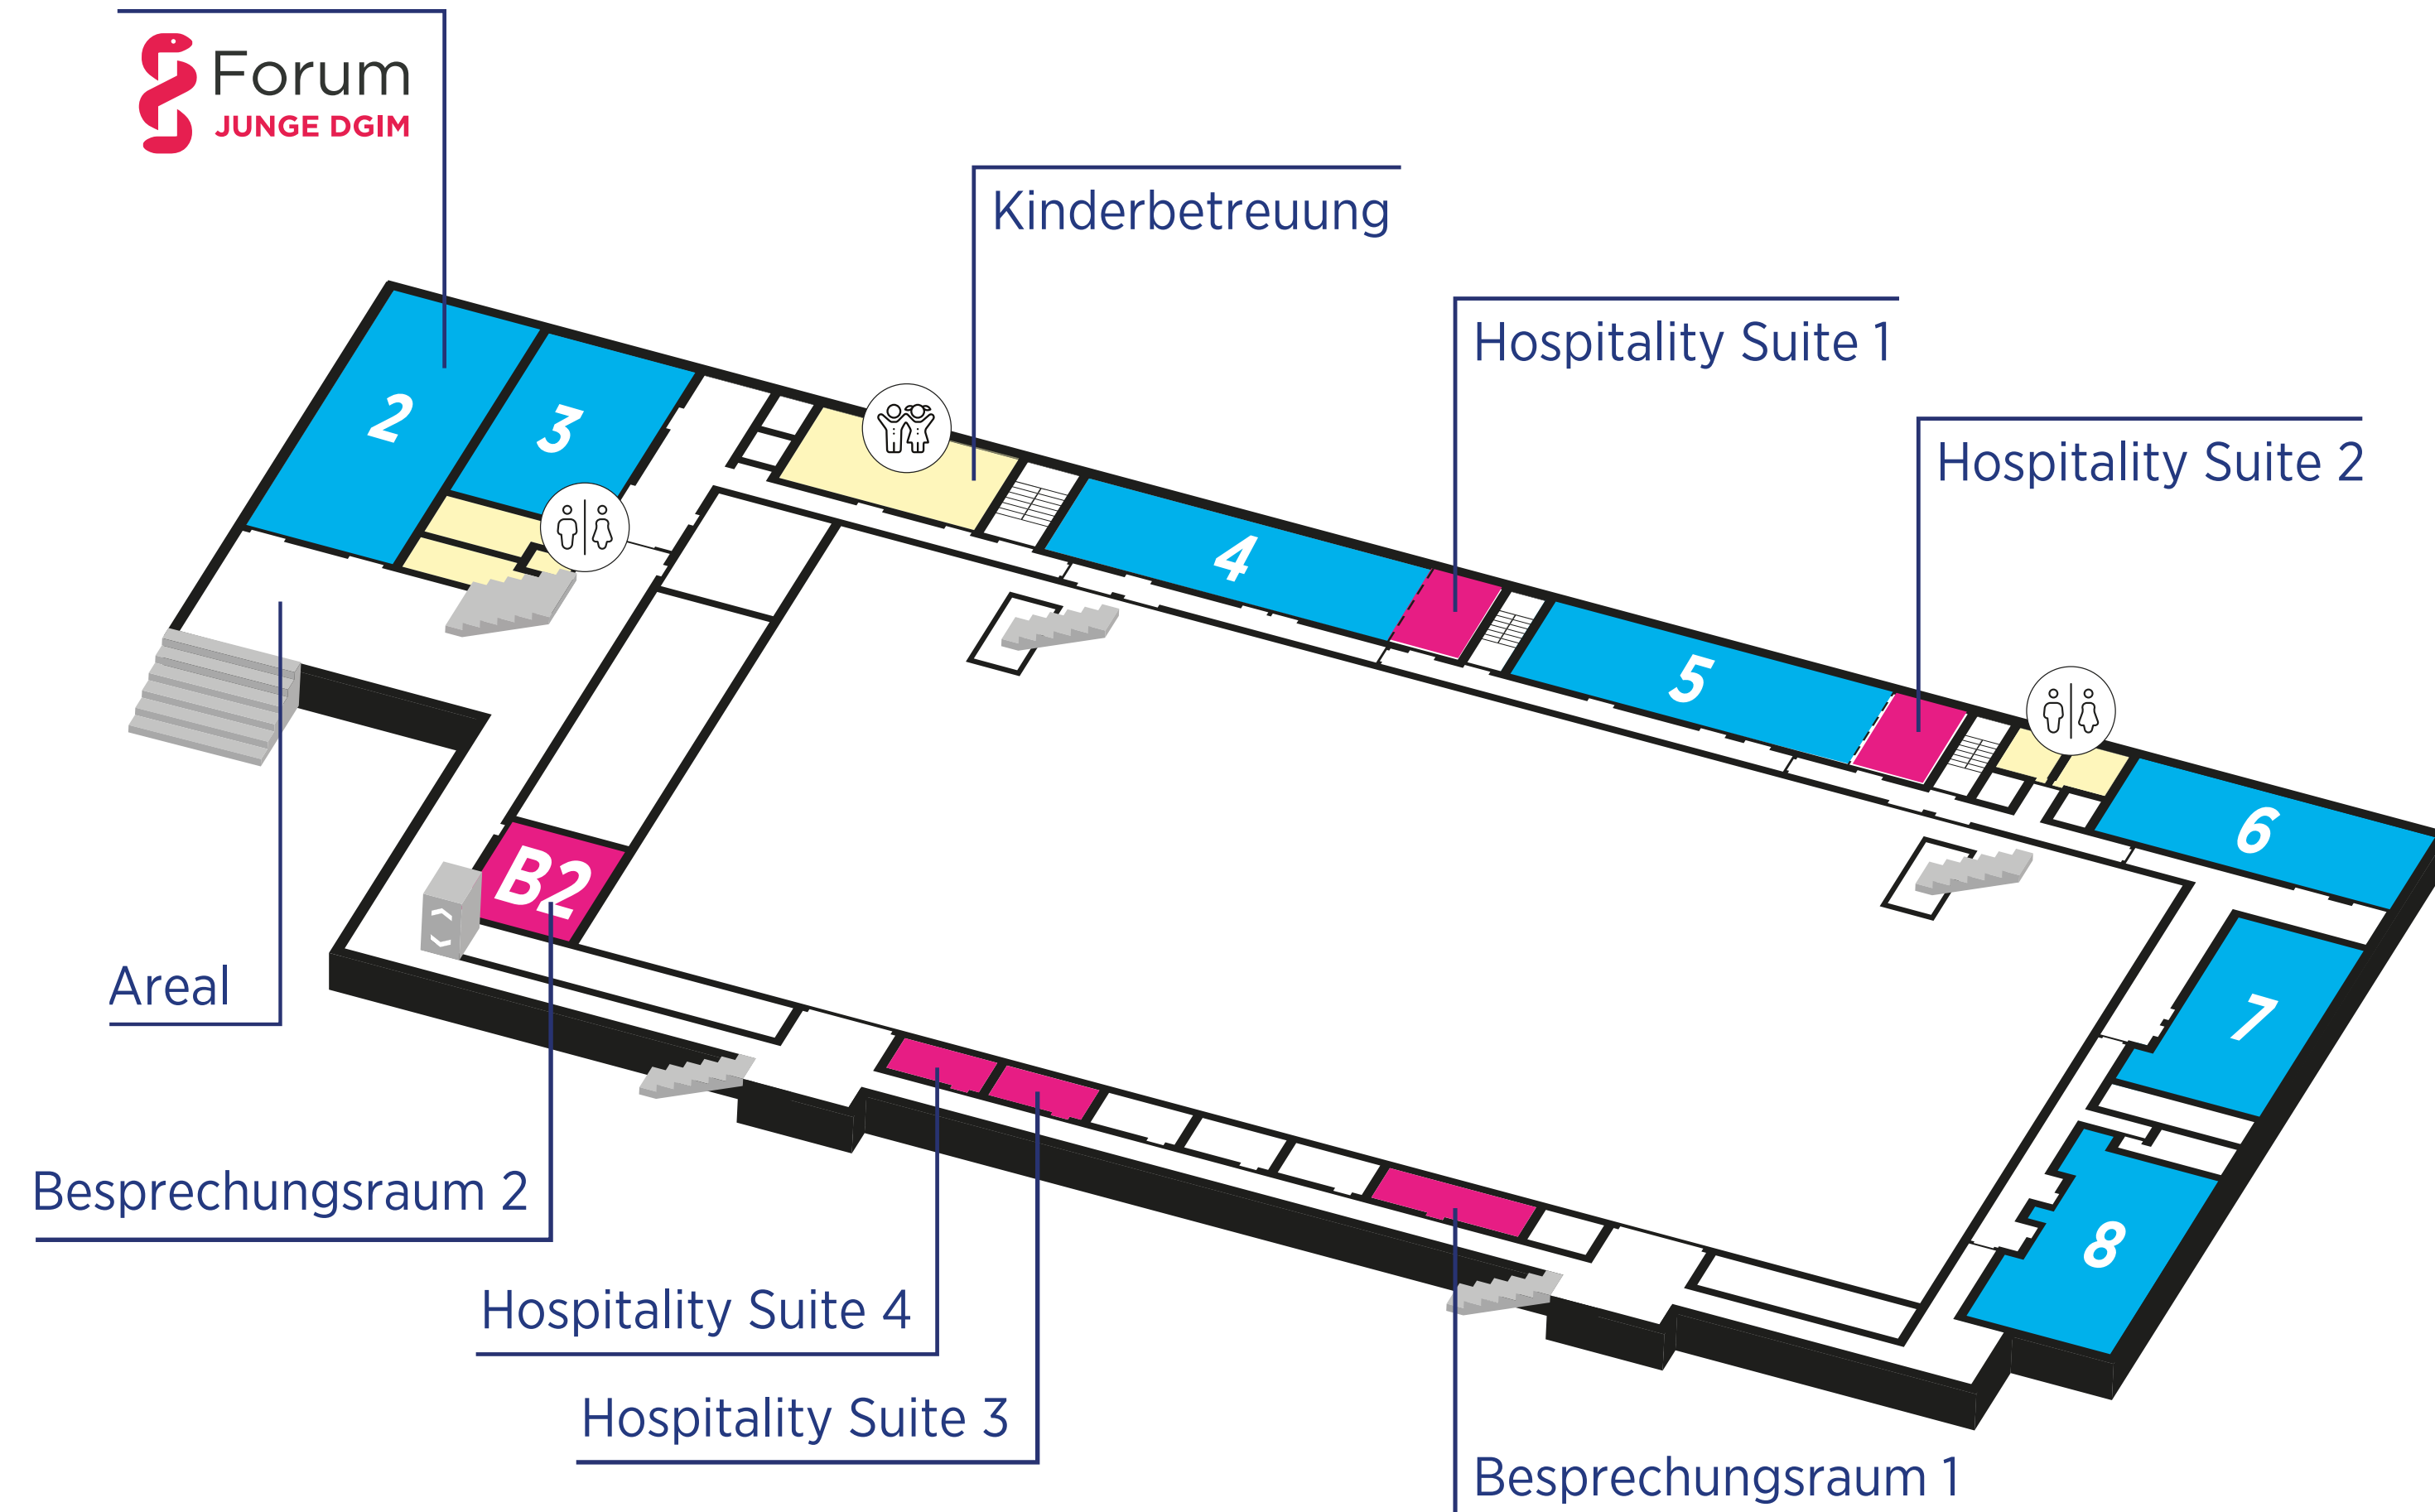 Forum
JUNGE DGIM
Kinderbetreuung
Hospitality Suite 1
Hospitality Suite 2
2
3
4
5
6
B2
7
Areal
8
Besprechungsraum 2
Hospitality Suite 4
Hospitality Suite 3
Besprechungsraum 1